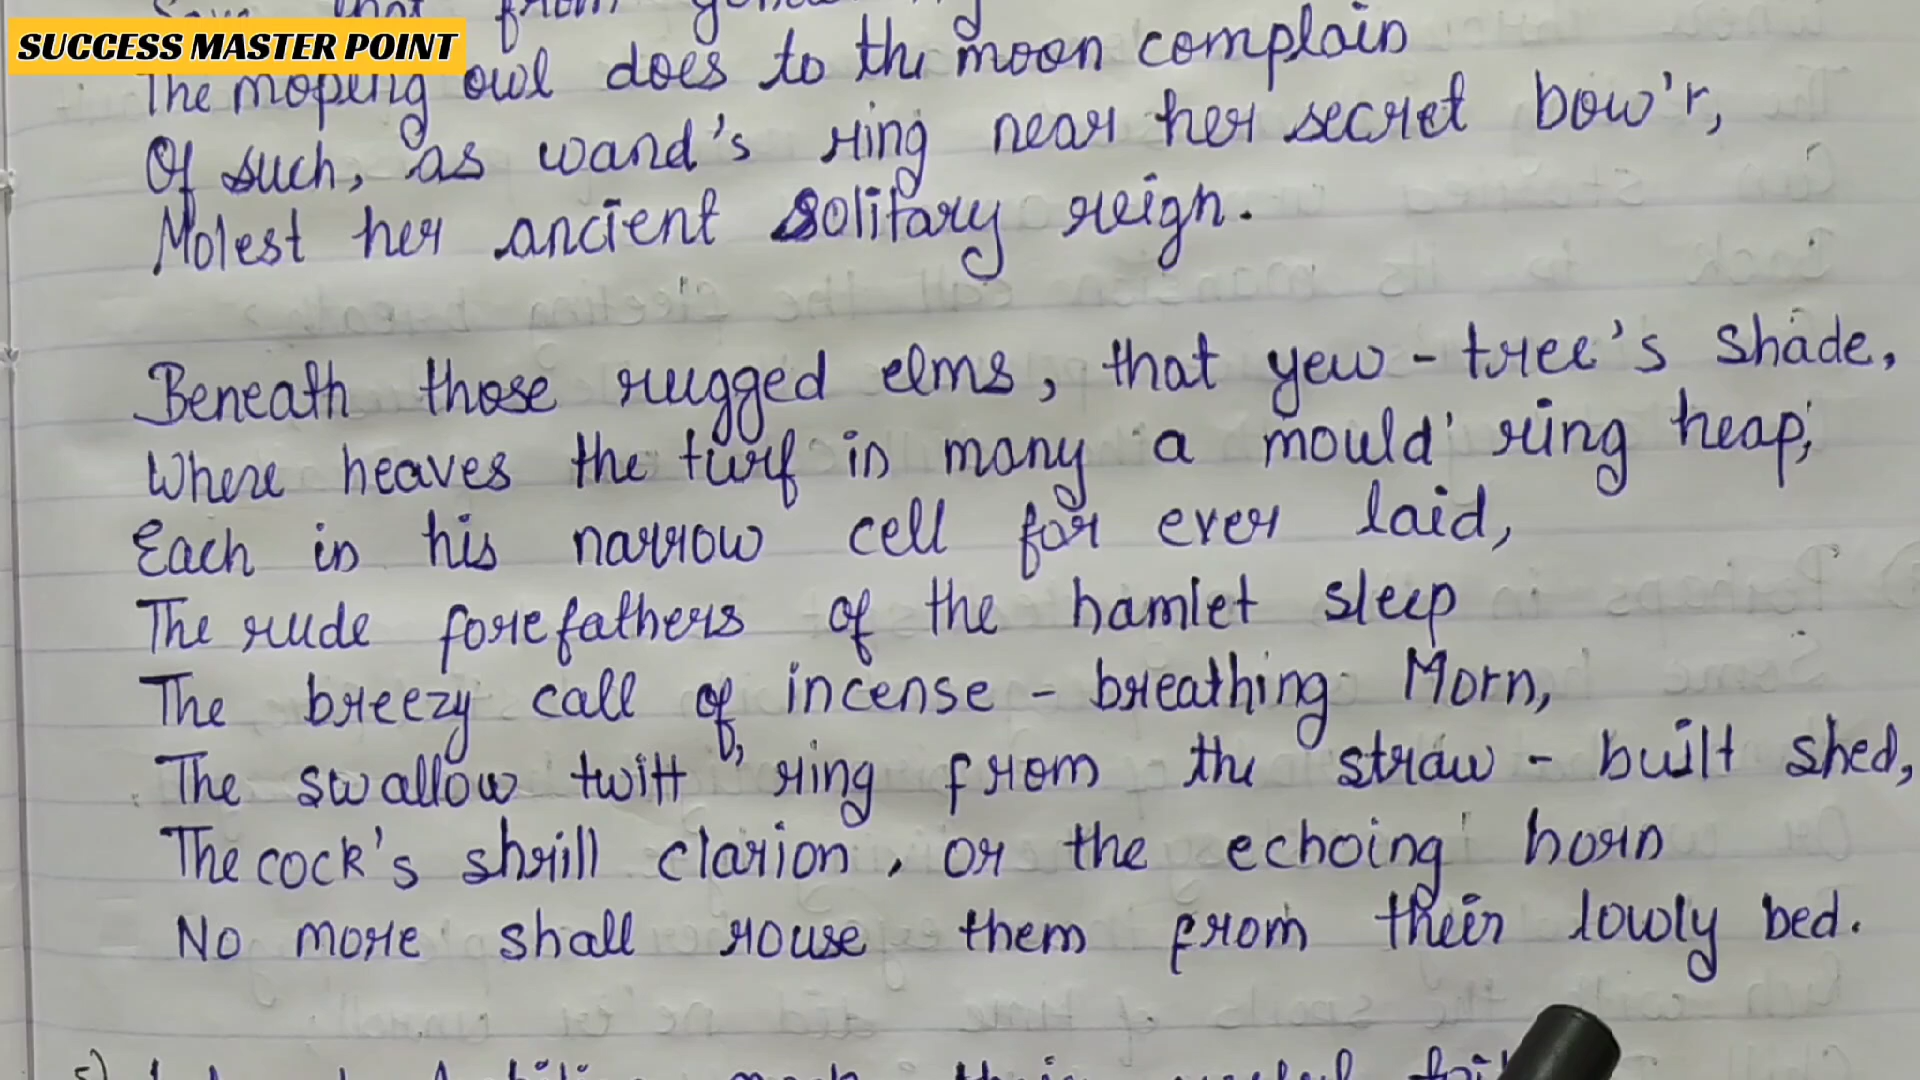 SUCCESS MASTER POINT
The moping owl does to the moon complain
Of such, as wand's ring near her secret bow'r,
Molest her ancient solitary reign.
Beneath those rugged elms, that yew - tree's shade,
Where heaves the turf in many a mould' ring heap,
Each in his narrow cell for ever laid,
The rude forefathers of the hamlet sleep
The breezy call of incense - breathing Morn,
The swallow twitt'ring from the straw - built shed,
The cock's shrill clarion, or the echoing horn
No more shall rouse them from their lowly bed.